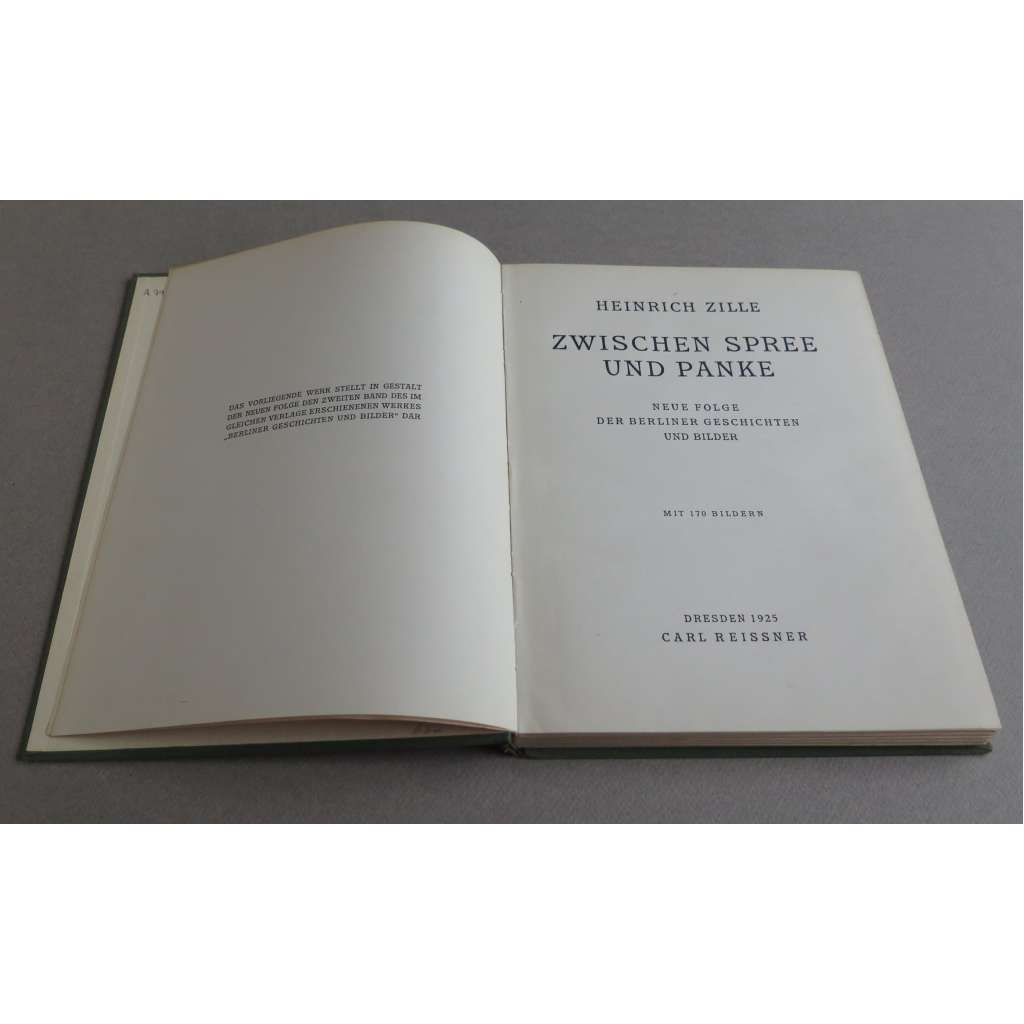 DAS VORLIEGENDE WERK STELLT IN GESTALT
DER NEUEN FOLGE DEN ZWEITEN BAND DES IM
GLEICHEN VERLAGE ERSCHIENENEN WERKES
„BERLINER GESCHICHTEN UND BILDER“ DAR
HEINRICH ZILLE
ZWISCHEN SPREE
UND PANKE
NEUE FOLGE
DER BERLINER GESCHICHTEN
UND BILDER
MIT 170 BILDERN
DRESDEN 1925
CARL REISSNER